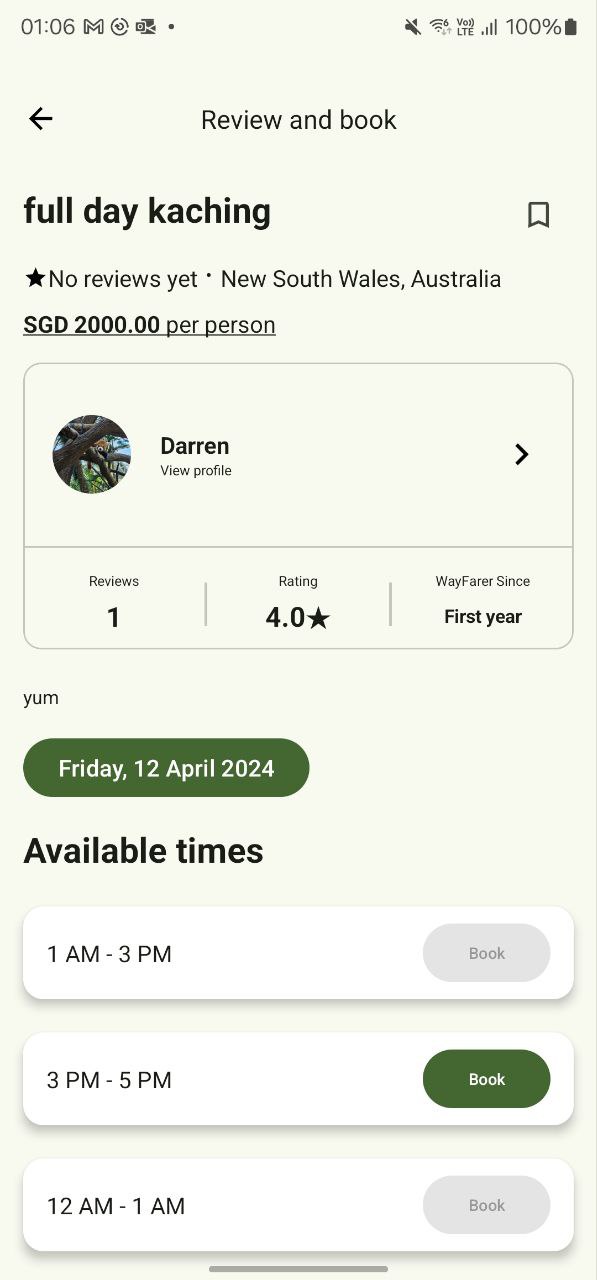 01:06 Vo)) LTE 100%
Review and book
full day kaching
★No reviews yet · New South Wales, Australia
SGD 2000.00 per person
Darren
View profile
Reviews Rating WayFarer Since
1 4.0★ First year
yum
Friday, 12 April 2024
Available times
1 AM - 3 PM Book
3 PM - 5 PM Book
12 AM - 1 AM Book